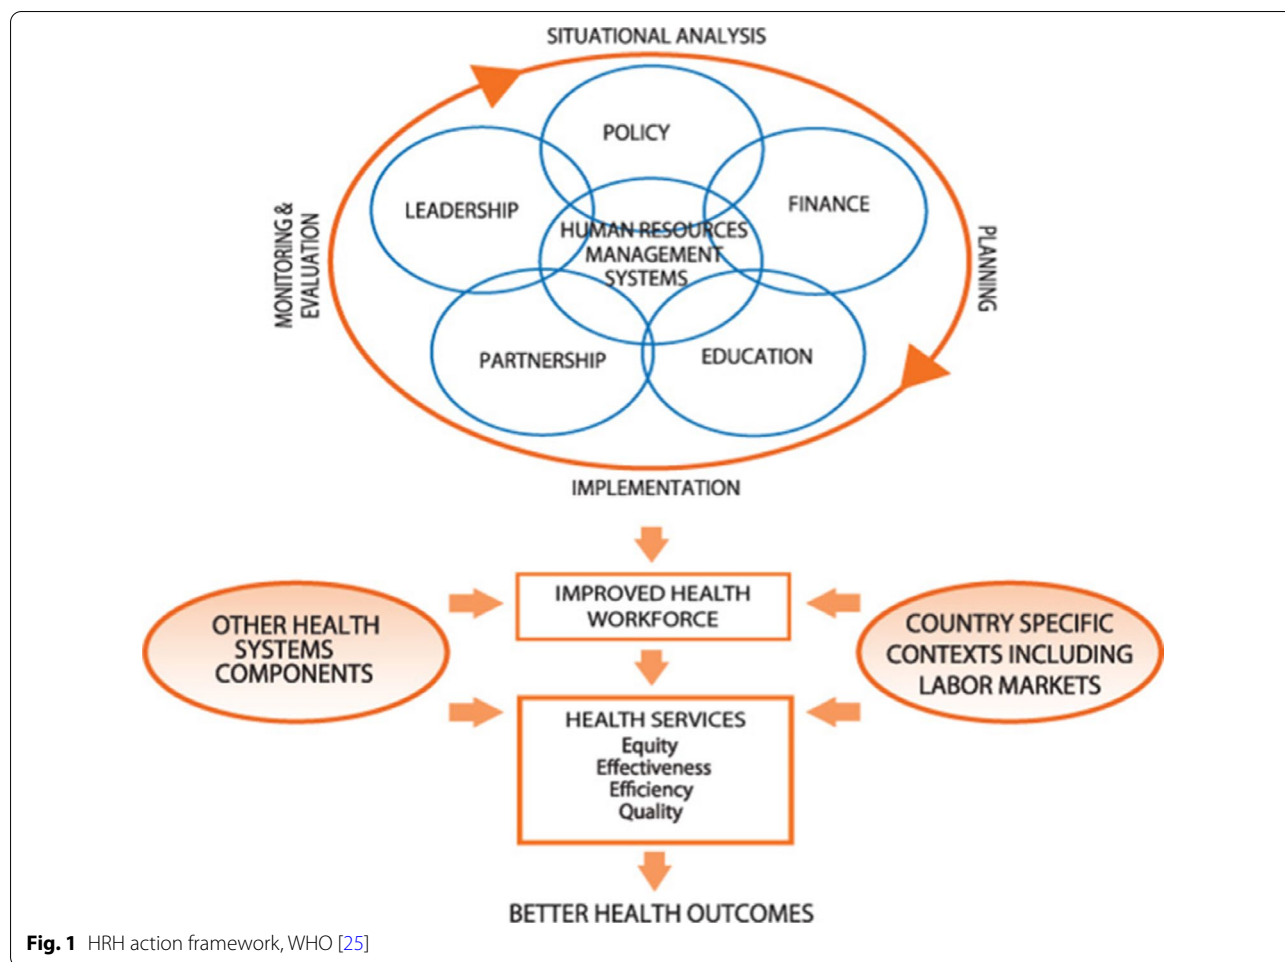 SITUATIONAL ANALYSIS
POLICY
LEADERSHIP
FINANCE
HUMAN RESOURCES
MANAGEMENT
SYSTEMS
MONITORING &
EVALUATION
PLANNING
PARTNERSHIP
EDUCATION
IMPLEMENTATION
IMPROVED HEALTH
WORKFORCE
OTHER HEALTH
SYSTEMS
COMPONENTS
COUNTRY SPECIFIC
CONTEXTS INCLUDING
LABOR MARKETS
HEALTH SERVICES
Equity
Effectiveness
Efficiency
Quality
BETTER HEALTH OUTCOMES
Fig. 1 HRH action framework, WHO [25]